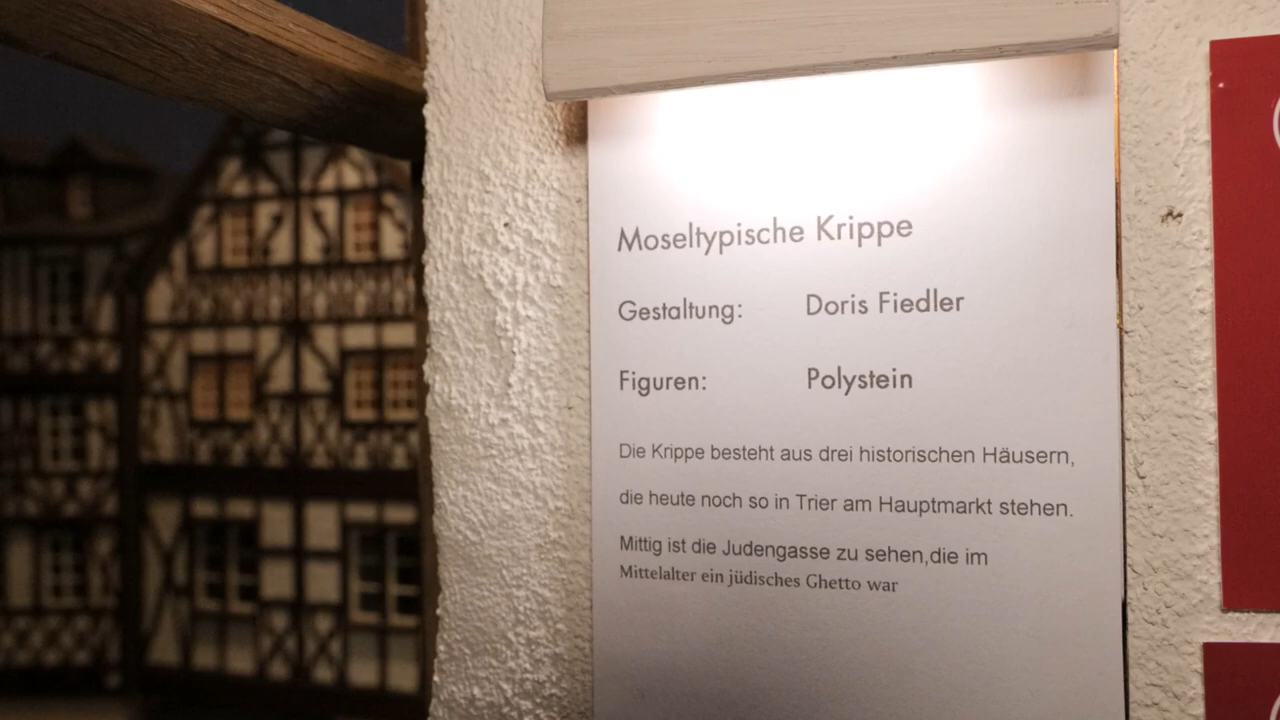 Moseltypische Krippe
Gestaltung: Doris Fiedler
Figuren: Polystein
Die Krippe besteht aus drei historischen Häusern,
die heute noch so in Trier am Hauptmarkt stehen.
Mittig ist die Judengasse zu sehen,die im
Mittelalter ein jüdisches Ghetto war